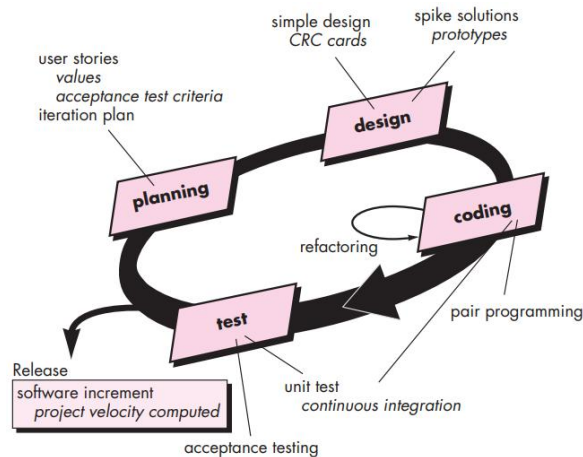 simple design
CRC cards
spike solutions
prototypes
user stories
values
acceptance test criteria
iteration plan
design
planning
coding
refactoring
test
pair programming
Release
software increment
project velocity computed
unit test
continuous integration
acceptance testing